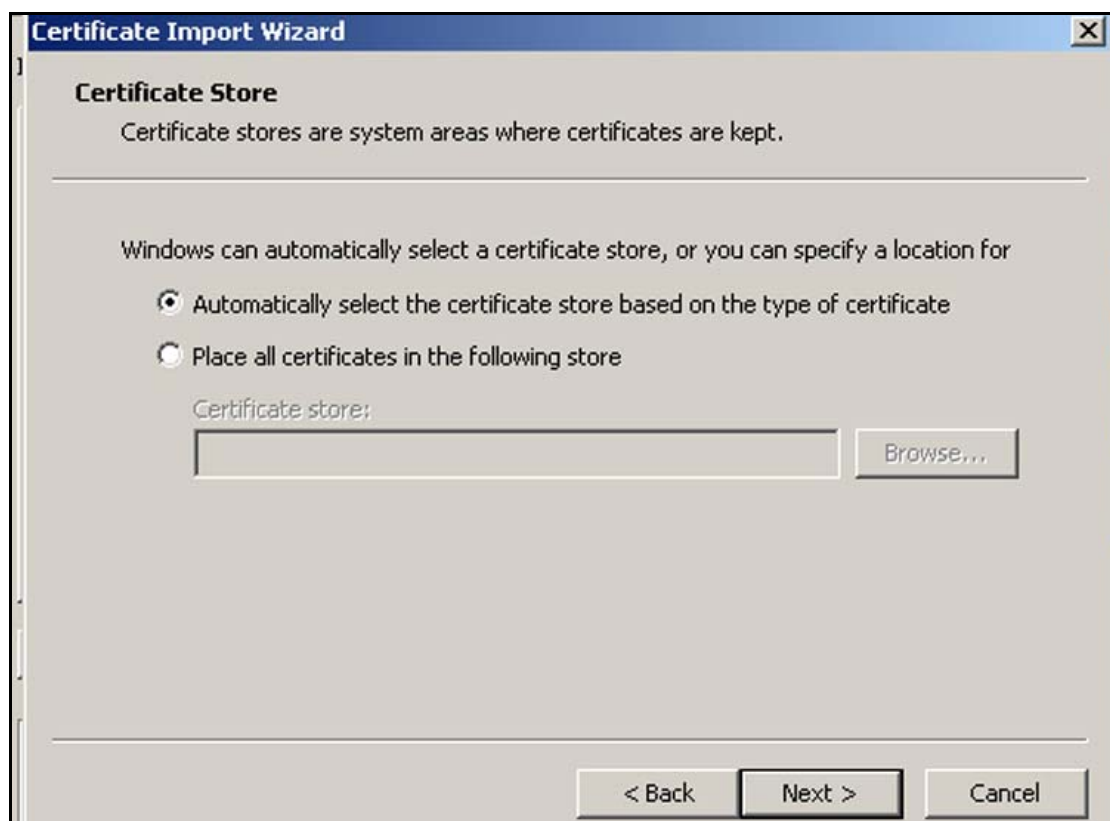 Certificate Import Wizard
Certificate Store
Certificate stores are system areas where certificates are kept.
Windows can automatically select a certificate store, or you can specify a location for
Automatically select the certificate store based on the type of certificate
Place all certificates in the following store
Certificate store:
Browse...
< Back
Next >
Cancel